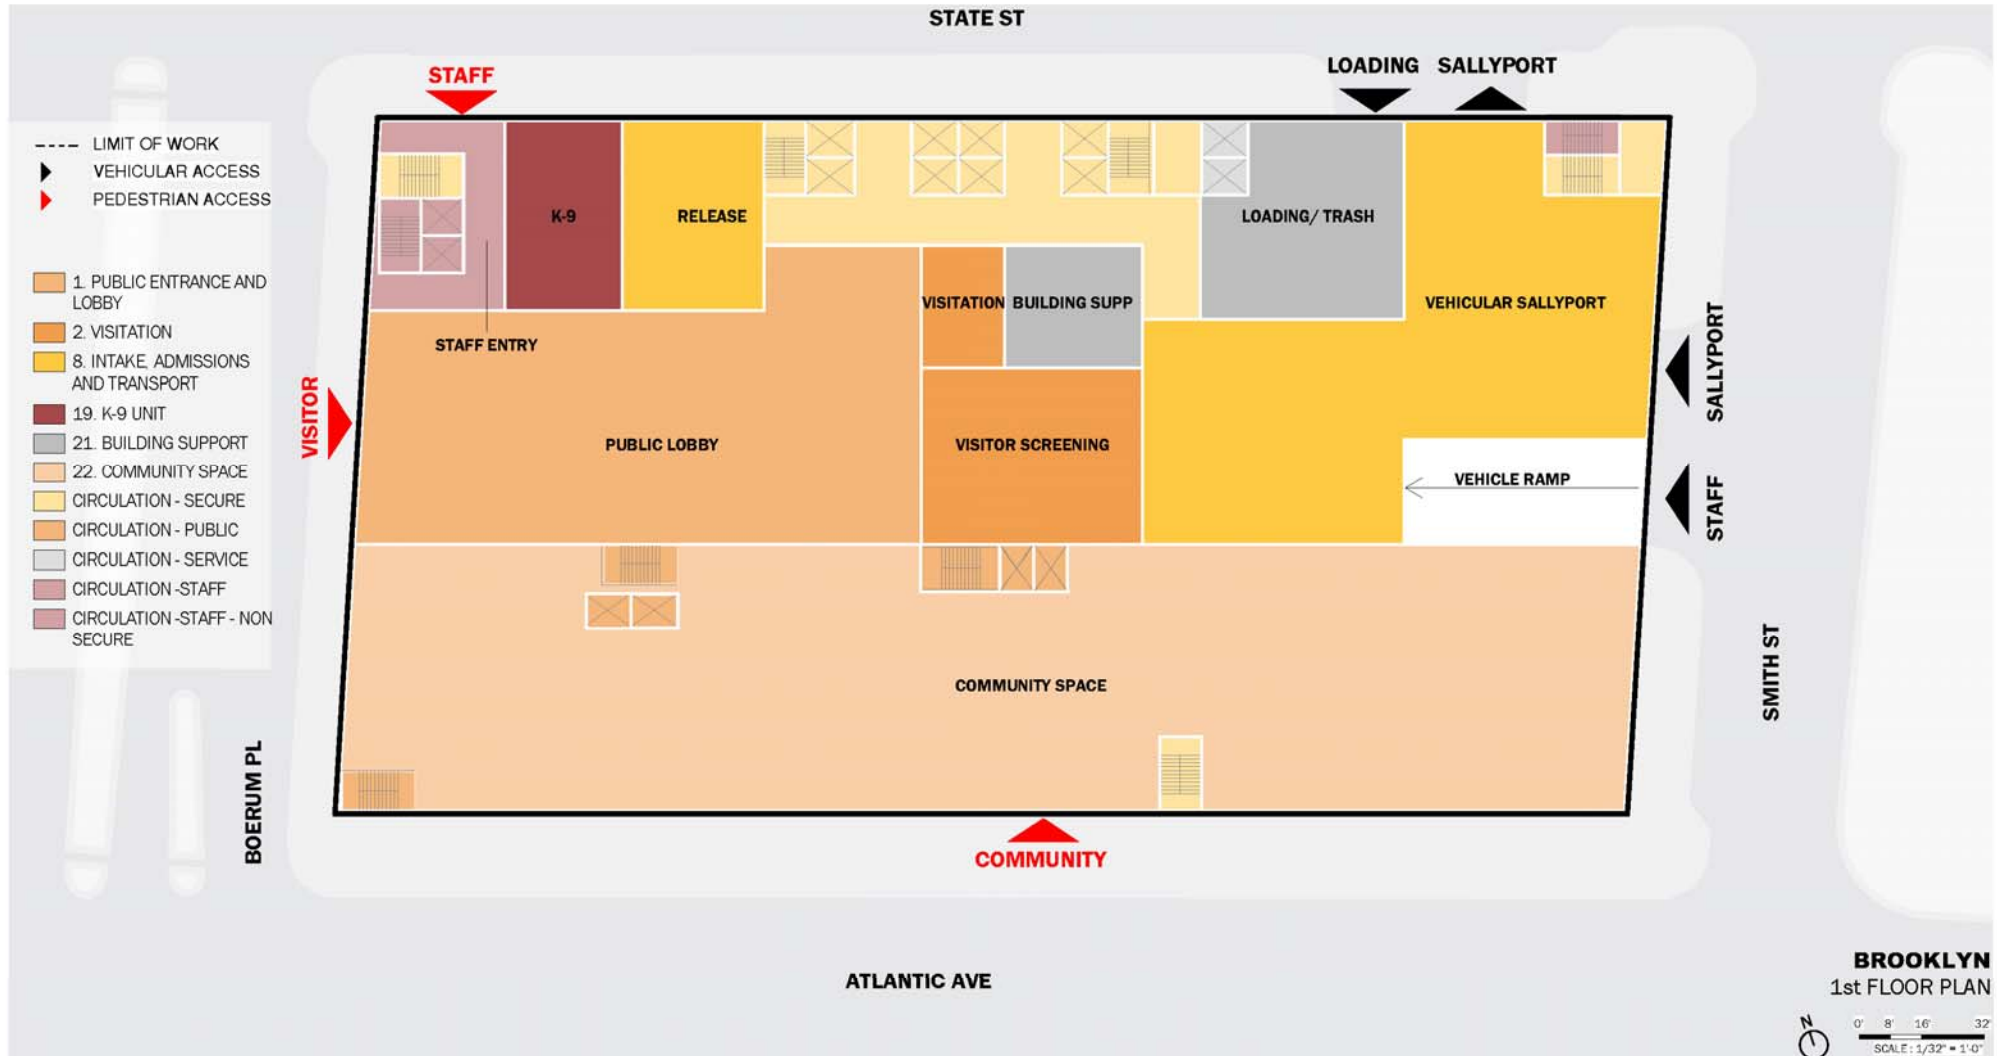 STATE ST
STAFF
LOADING
SALLYPORT
LIMIT OF WORK
VEHICULAR ACCESS
PEDESTRIAN ACCESS
1. PUBLIC ENTRANCE AND
LOBBY
2. VISITATION
8. INTAKE, ADMISSIONS
AND TRANSPORT
19. K-9 UNIT
21. BUILDING SUPPORT
22. COMMUNITY SPACE
CIRCULATION - SECURE
CIRCULATION - PUBLIC
CIRCULATION - SERVICE
CIRCULATION -STAFF
CIRCULATION -STAFF - NON
SECURE
K-9
RELEASE
LOADING/ TRASH
VISITATION
BUILDING SUPP
VEHICULAR SALLYPORT
STAFF ENTRY
VISITOR
PUBLIC LOBBY
VISITOR SCREENING
VEHICLE RAMP
SALLYPORT
STAFF
COMMUNITY SPACE
SMITH ST
BOERUM PL
COMMUNITY
ATLANTIC AVE
BROOKLYN
1st FLOOR PLAN
N
0' 8' 16' 32'
SCALE : 1/32" = 1'-0"